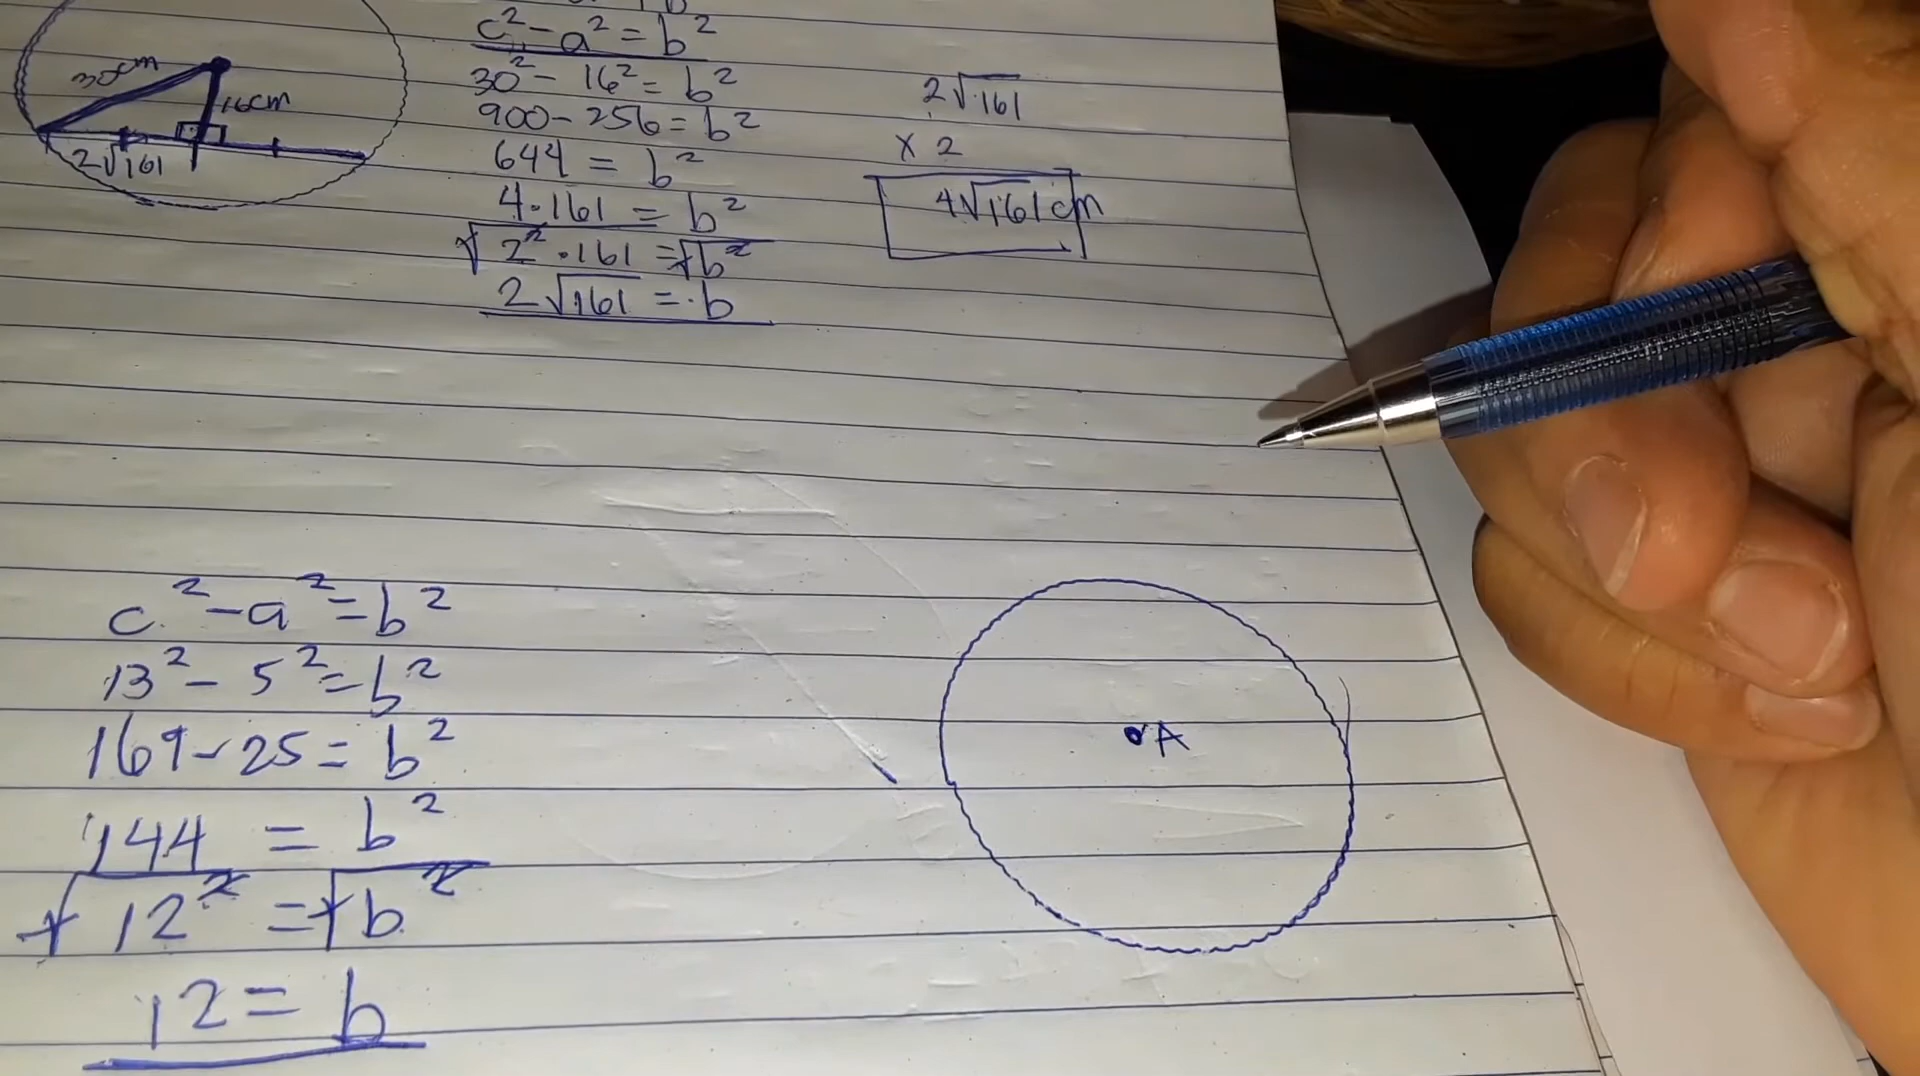 c² - a² = b²
30² - 16² = b²
900 - 256 = b²
644 = b²
4·161 = b²
√2²·161 = √b²
2√161 = b
30cm
16cm
2√161
2√161
x 2
4√161cm
c² - a² = b²
13² - 5² = b²
169 - 25 = b²
144 = b²
√12² = √b²
12 = b
A